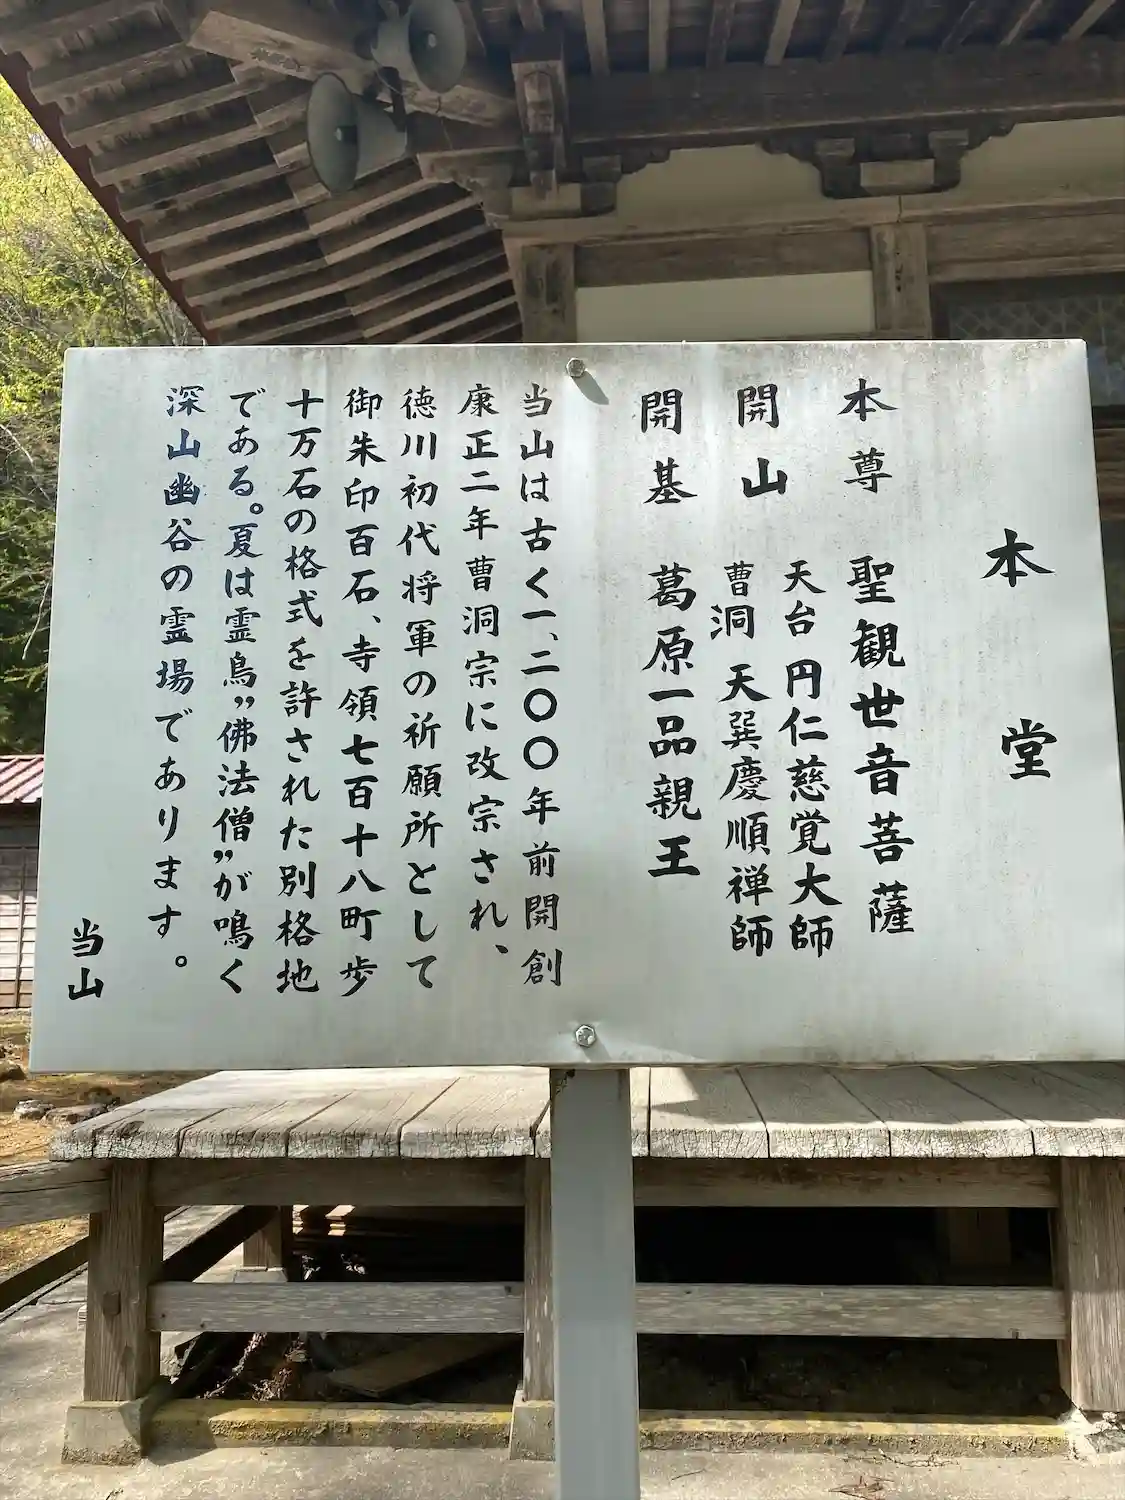 本堂
本尊 聖観世音菩薩
開山 天台 円仁慈覚大師
曹洞 天巽慶順禅師
開基 葛原一品親王
当山は古く一、二〇〇年前開創
康正二年曹洞宗に改宗され、
徳川初代将軍の祈願所として
御朱印百石、寺領七百十八町歩
十万石の格式を許された別格地
である。夏は霊鳥”佛法僧”が鳴く
深山幽谷の霊場であります。
当山